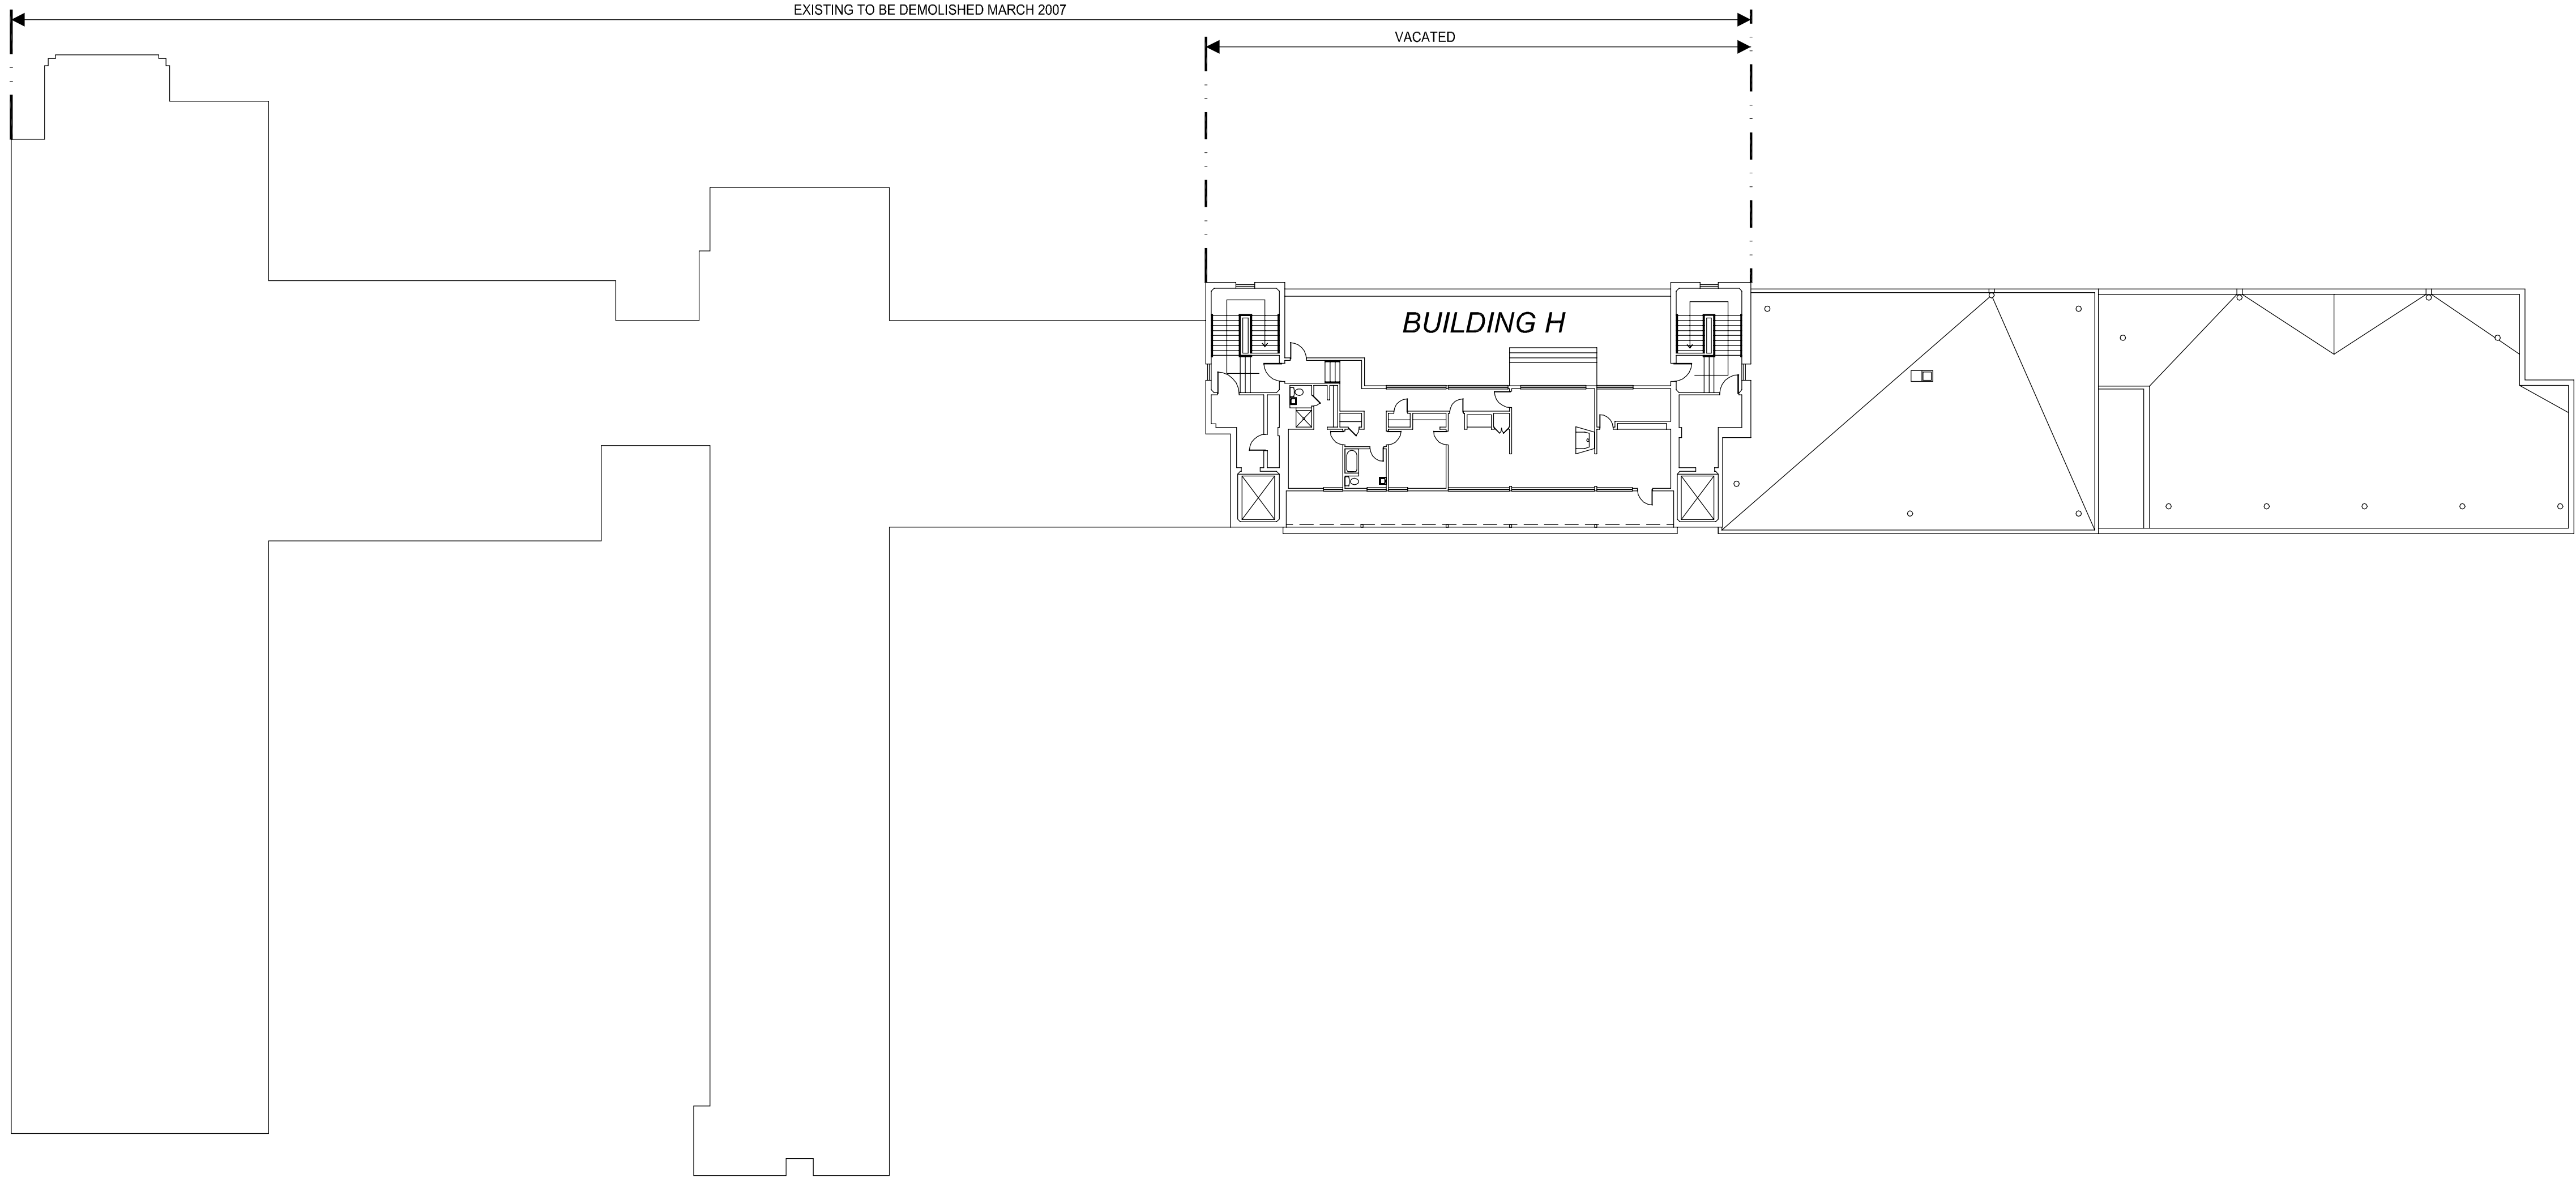 EXISTING TO BE DEMOLISHED MARCH 2007
VACATED
BUILDING H